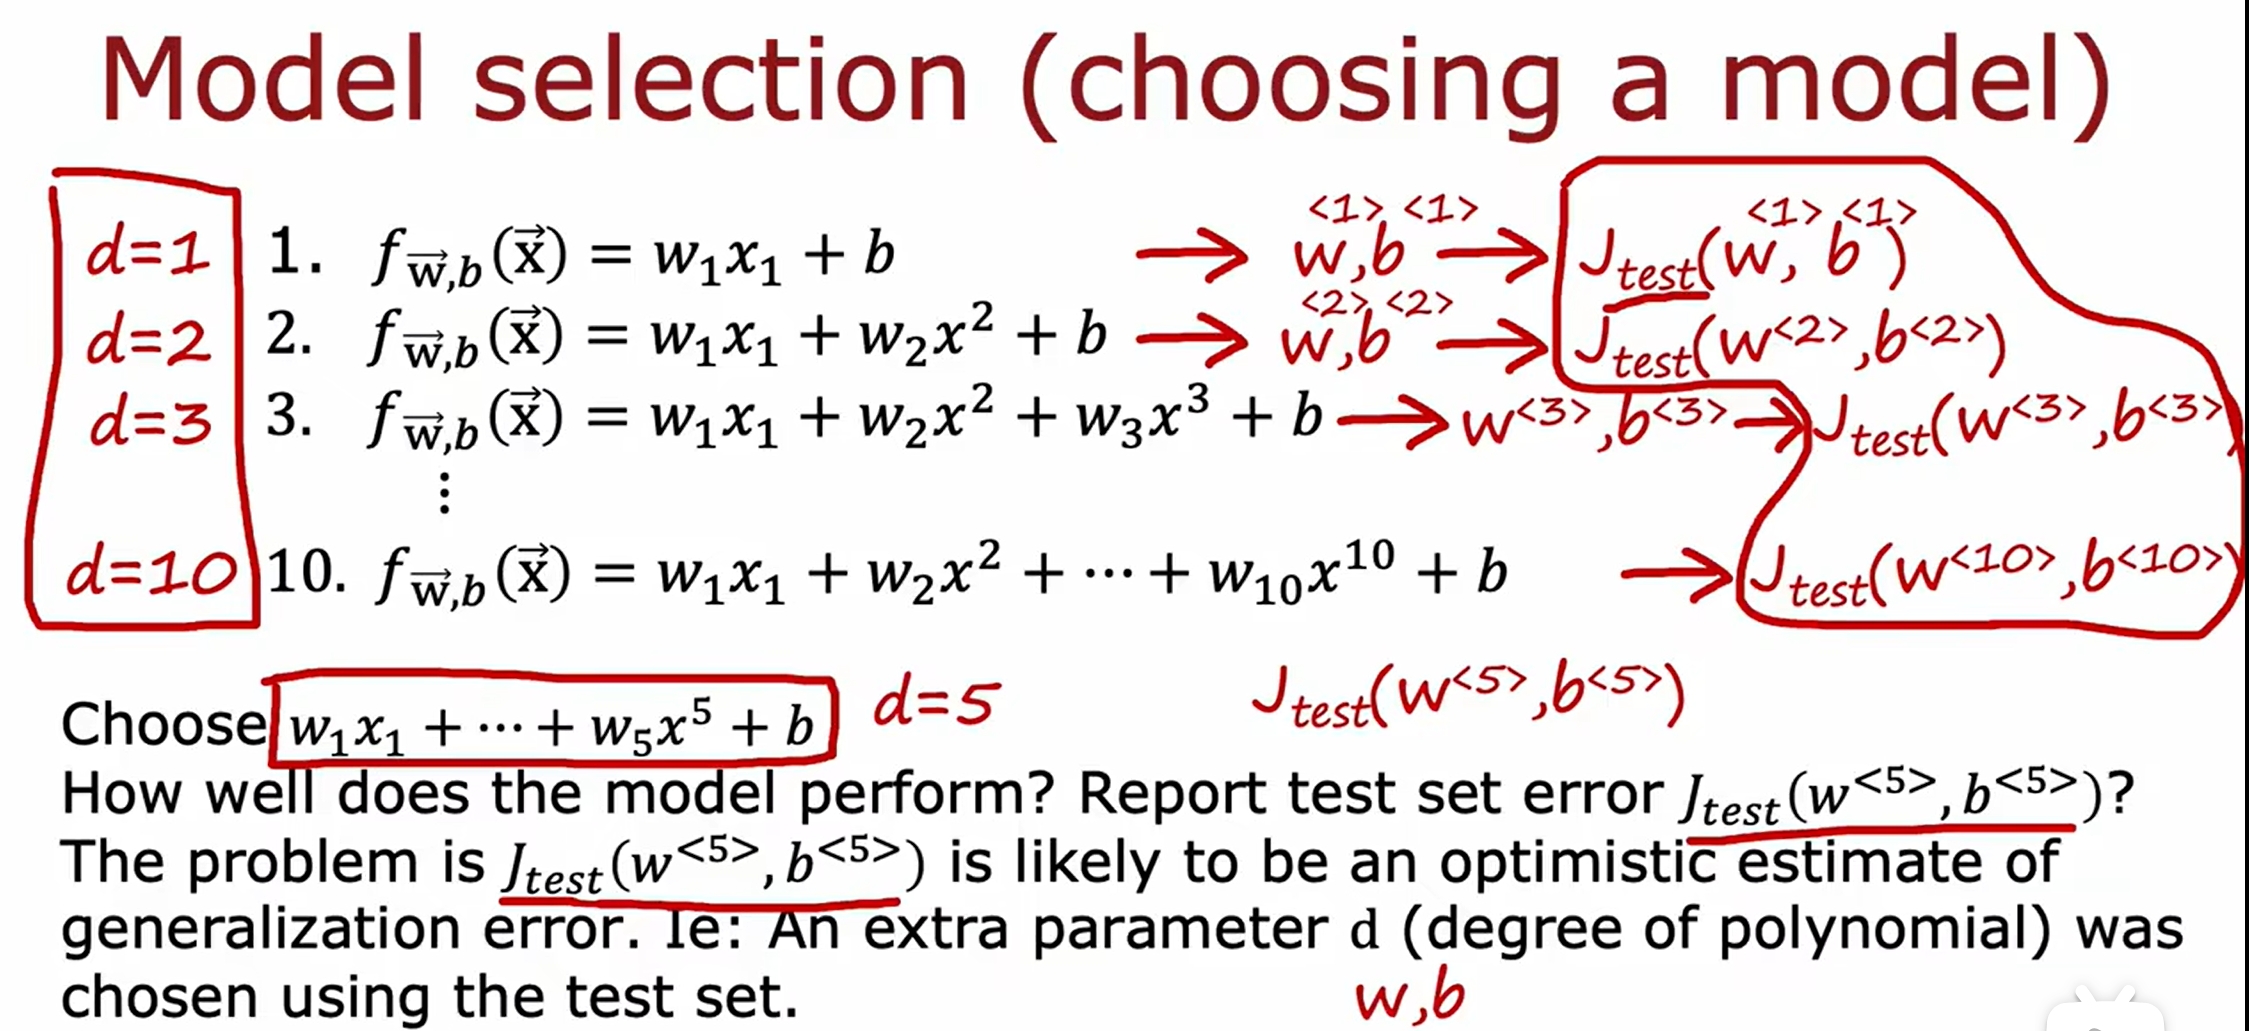 Model selection (choosing a model)
d=1 1. f_{\vec{w},b}(\vec{x}) = w_1x_1 + b → w^{<1>},b^{<1>} → J_{test}(w^{<1>},b^{<1>})
d=2 2. f_{\vec{w},b}(\vec{x}) = w_1x_1 + w_2x^2 + b → w^{<2>},b^{<2>} → J_{test}(w^{<2>},b^{<2>})
d=3 3. f_{\vec{w},b}(\vec{x}) = w_1x_1 + w_2x^2 + w_3x^3 + b → w^{<3>},b^{<3>} → J_{test}(w^{<3>},b^{<3>
⋮
d=10 10. f_{\vec{w},b}(\vec{x}) = w_1x_1 + w_2x^2 + ⋯ + w_{10}x^{10} + b → J_{test}(w^{<10>},b^{<10>})
Choose w_1x_1 + ⋯ + w_5x^5 + b d=5 J_{test}(w^{<5>},b^{<5>})
How well does the model perform? Report test set error J_{test}(w^{<5>},b^{<5>})?
The problem is J_{test}(w^{<5>},b^{<5>}) is likely to be an optimistic estimate of
generalization error. Ie: An extra parameter d (degree of polynomial) was
chosen using the test set. w,b